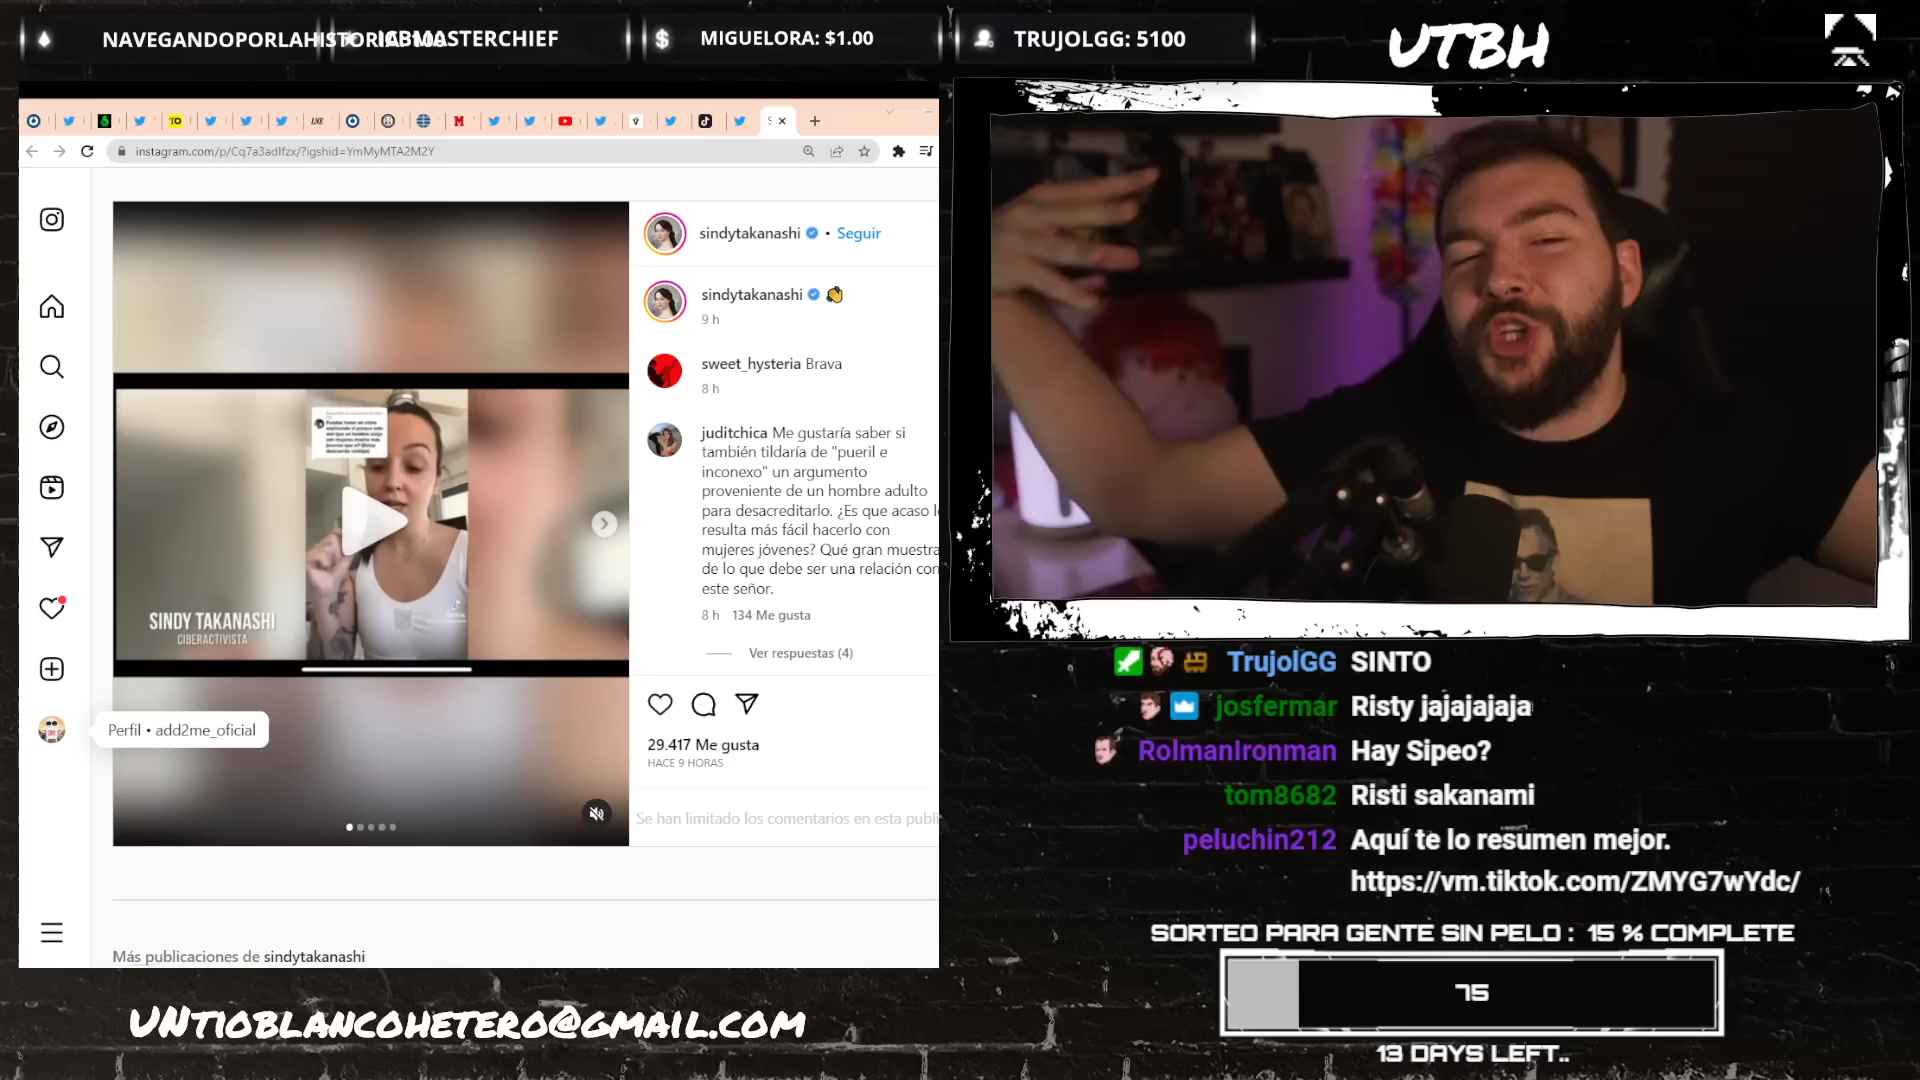 IGBMASTERCHIEF
MIGUELORA: $1.00
TRUJOLGG: 5100
UTBH
instagram.com/p/Cq7a3adIfzx/?igshid=YmMyMTA2M2Y
sindytakanashi • Seguir
sindytakanashi 👏
9 h
sweet_hysteria Brava
8 h
juditchica Me gustaría saber si
también tildaría de "pueril e
inconexo" un argumento
proveniente de un hombre adulto
para desacreditarlo. ¿Es que acaso l
resulta más fácil hacerlo con
mujeres jóvenes? Qué gran muestra
de lo que debe ser una relación con
este señor.
8 h 134 Me gusta
Ver respuestas (4)
SINDY TAKANASHI
CIBERACTIVISTA
Perfil • add2me_oficial
29.417 Me gusta
HACE 9 HORAS
Se han limitado los comentarios en esta publi
Más publicaciones de sindytakanashi
TrujolGG SINTO
josfermar Risty jajajajaja
RolmanIronman Hay Sipeo?
tom8682 Risti sakanami
peluchin212 Aquí te lo resumen mejor.
https://vm.tiktok.com/ZMYG7wYdc/
SORTEO PARA GENTE SIN PELO : 15 % COMPLETE
75
13 DAYS LEFT..
UNTIOBLANCOHETERO@GMAIL.COM